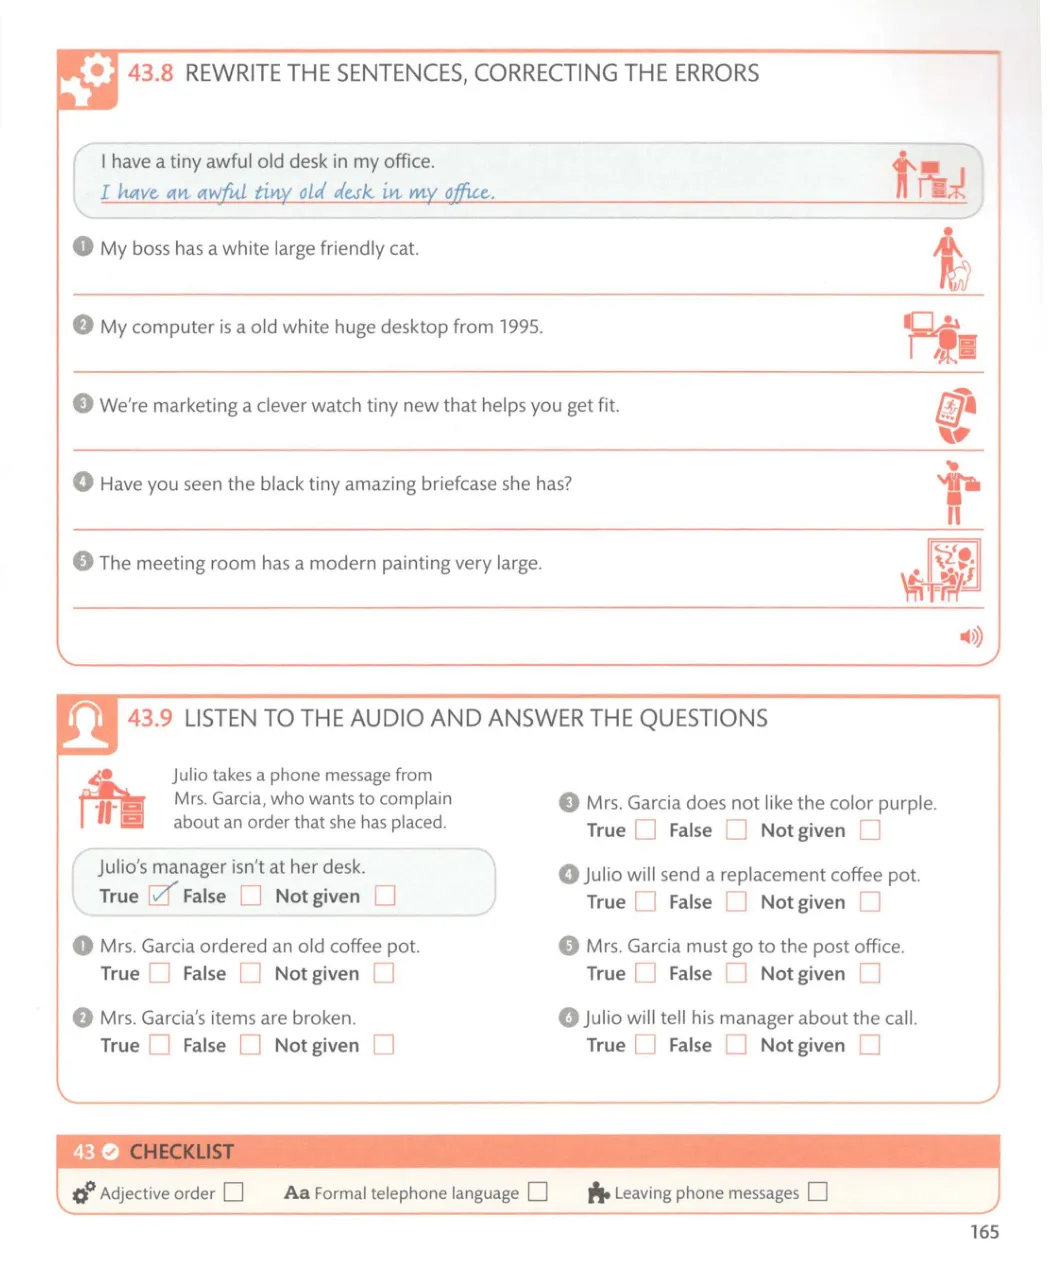 43.8 REWRITE THE SENTENCES, CORRECTING THE ERRORS
I have a tiny awful old desk in my office.
I have an awful tiny old desk in my office.
1 My boss has a white large friendly cat.
2 My computer is a old white huge desktop from 1995.
3 We're marketing a clever watch tiny new that helps you get fit.
4 Have you seen the black tiny amazing briefcase she has?
5 The meeting room has a modern painting very large.
43.9 LISTEN TO THE AUDIO AND ANSWER THE QUESTIONS
Julio takes a phone message from
Mrs. Garcia, who wants to complain
about an order that she has placed.
Julio's manager isn't at her desk.
True False Not given
1 Mrs. Garcia ordered an old coffee pot.
True False Not given
2 Mrs. Garcia's items are broken.
True False Not given
3 Mrs. Garcia does not like the color purple.
True False Not given
4 Julio will send a replacement coffee pot.
True False Not given
5 Mrs. Garcia must go to the post office.
True False Not given
6 Julio will tell his manager about the call.
True False Not given
43 CHECKLIST
Adjective order Aa Formal telephone language Leaving phone messages
165